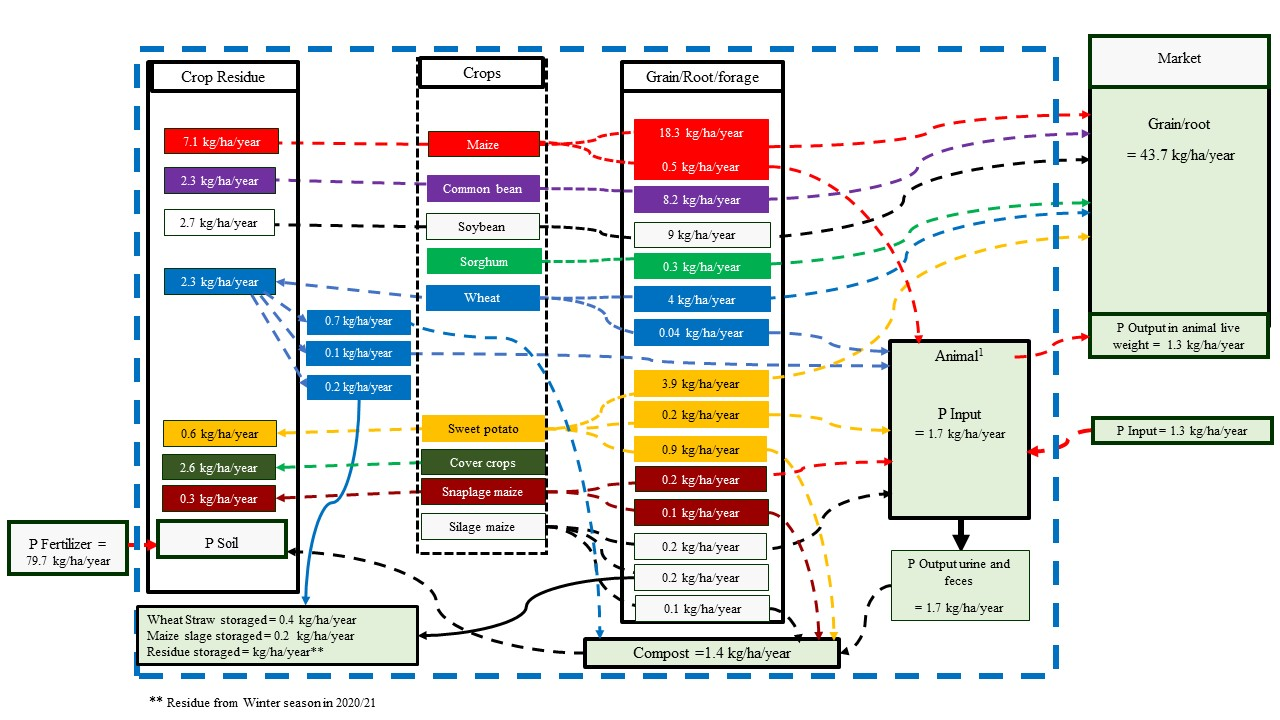 Crop Residue
7.1 kg/ha/year
2.3 kg/ha/year
2.7 kg/ha/year
2.3 kg/ha/year
0.7 kg/ha/year
0.1 kg/ha/year
0.2 kg/ha/year
0.6 kg/ha/year
2.6 kg/ha/year
0.3 kg/ha/year
P Soil
P Fertilizer =
79.7 kg/ha/year
Crops
Maize
Common bean
Soybean
Sorghum
Wheat
Sweet potato
Cover crops
Snaplage maize
Silage maize
Grain/Root/forage
18.3 kg/ha/year
0.5 kg/ha/year
8.2 kg/ha/year
9 kg/ha/year
0.3 kg/ha/year
4 kg/ha/year
0.04 kg/ha/year
3.9 kg/ha/year
0.2 kg/ha/year
0.9 kg/ha/year
0.2 kg/ha/year
0.1 kg/ha/year
0.2 kg/ha/year
0.2 kg/ha/year
0.1 kg/ha/year
Market
Grain/root
= 43.7 kg/ha/year
P Output in animal live
weight = 1.3 kg/ha/year
Animal1
P Input
= 1.7 kg/ha/year
P Input = 1.3 kg/ha/year
P Output urine and
feces
= 1.7 kg/ha/year
Wheat Straw storaged = 0.4 kg/ha/year
Maize slage storaged = 0.2 kg/ha/year
Residue storaged = kg/ha/year**
Compost =1.4 kg/ha/year
** Residue from Winter season in 2020/21